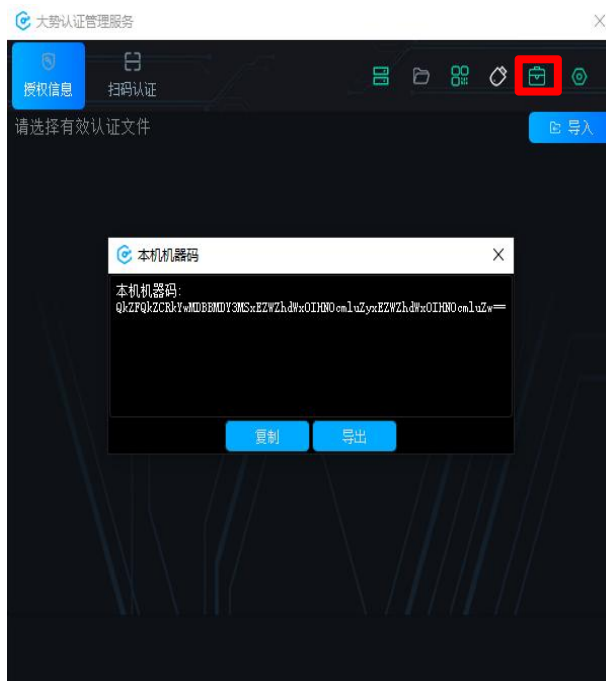 大势认证管理服务
授权信息
扫码认证
请选择有效认证文件
导入
本机机器码
本机机器码:
QkZFQkZCRkYwMDBBMDY3MSxEZWZhdWx0IHN0cmluZyxEZWZhdWx0IHN0cmluZw==
复制
导出